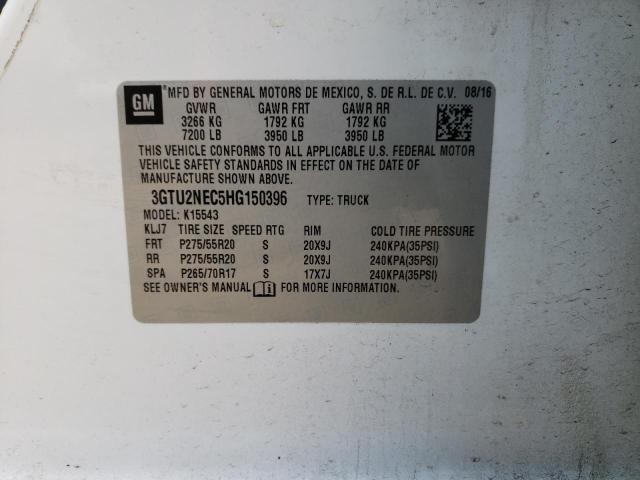 GM
MFD BY GENERAL MOTORS DE MEXICO, S. DE R.L. DE C.V. 08/16
GVWR GAWR FRT GAWR RR
3266 KG 1792 KG 1792 KG
7200 LB 3950 LB 3950 LB
THIS VEHICLE CONFORMS TO ALL APPLICABLE U.S. FEDERAL MOTOR
VEHICLE SAFETY STANDARDS IN EFFECT ON THE DATE OF
MANUFACTURE SHOWN ABOVE.
3GTU2NEC5HG150396 TYPE: TRUCK
MODEL: K15543
KLJ7 TIRE SIZE SPEED RTG RIM COLD TIRE PRESSURE
FRT P275/55R20 S 20X9J 240KPA(35PSI)
RR P275/55R20 S 20X9J 240KPA(35PSI)
SPA P265/70R17 S 17X7J 240KPA(35PSI)
SEE OWNER'S MANUAL FOR MORE INFORMATION.